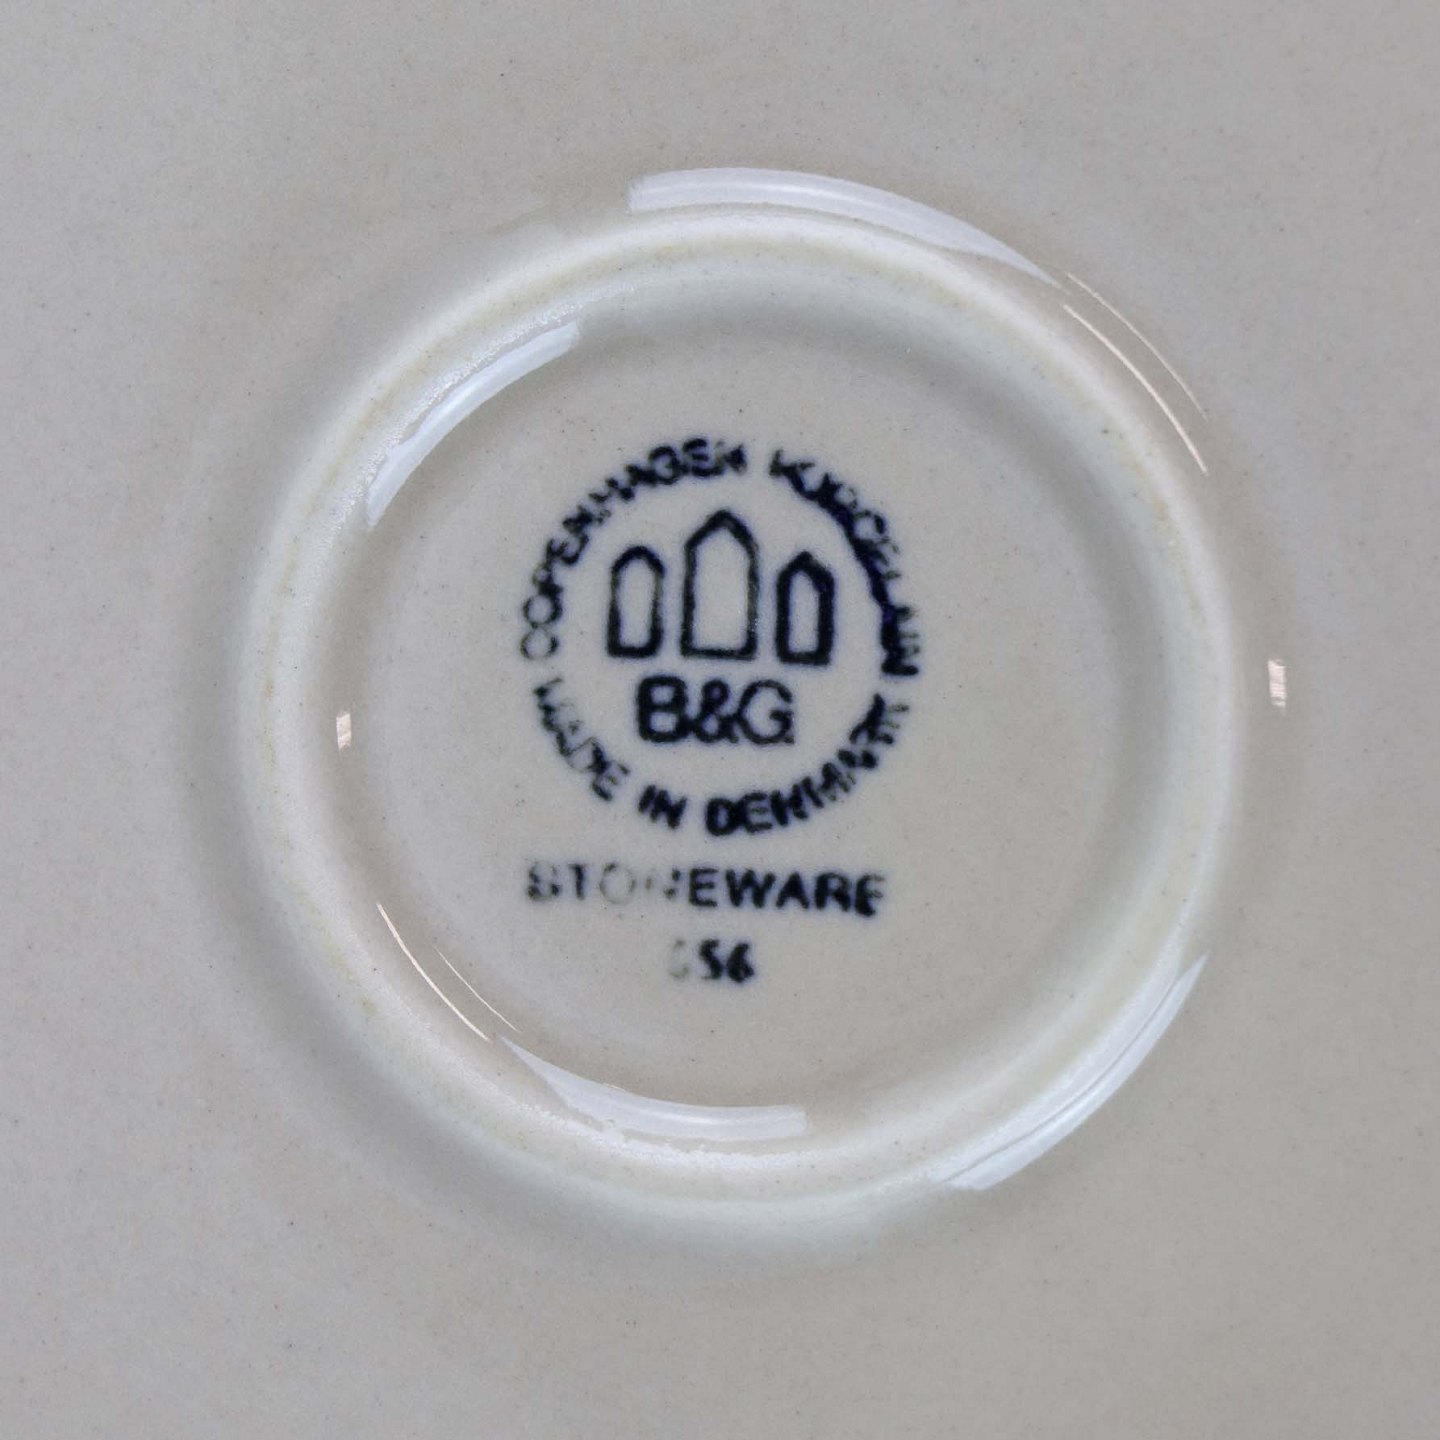 COPENHAGEN PORCELAIN
B&G
MADE IN DENMARK
STONEWARE